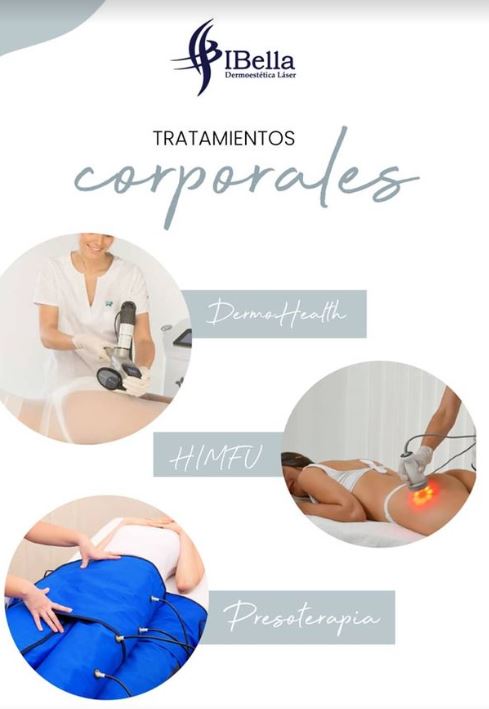 IBella
Dermoestética Láser
TRATAMIENTOS
corporales
DermoHealth
HIMFU
Presoterapia